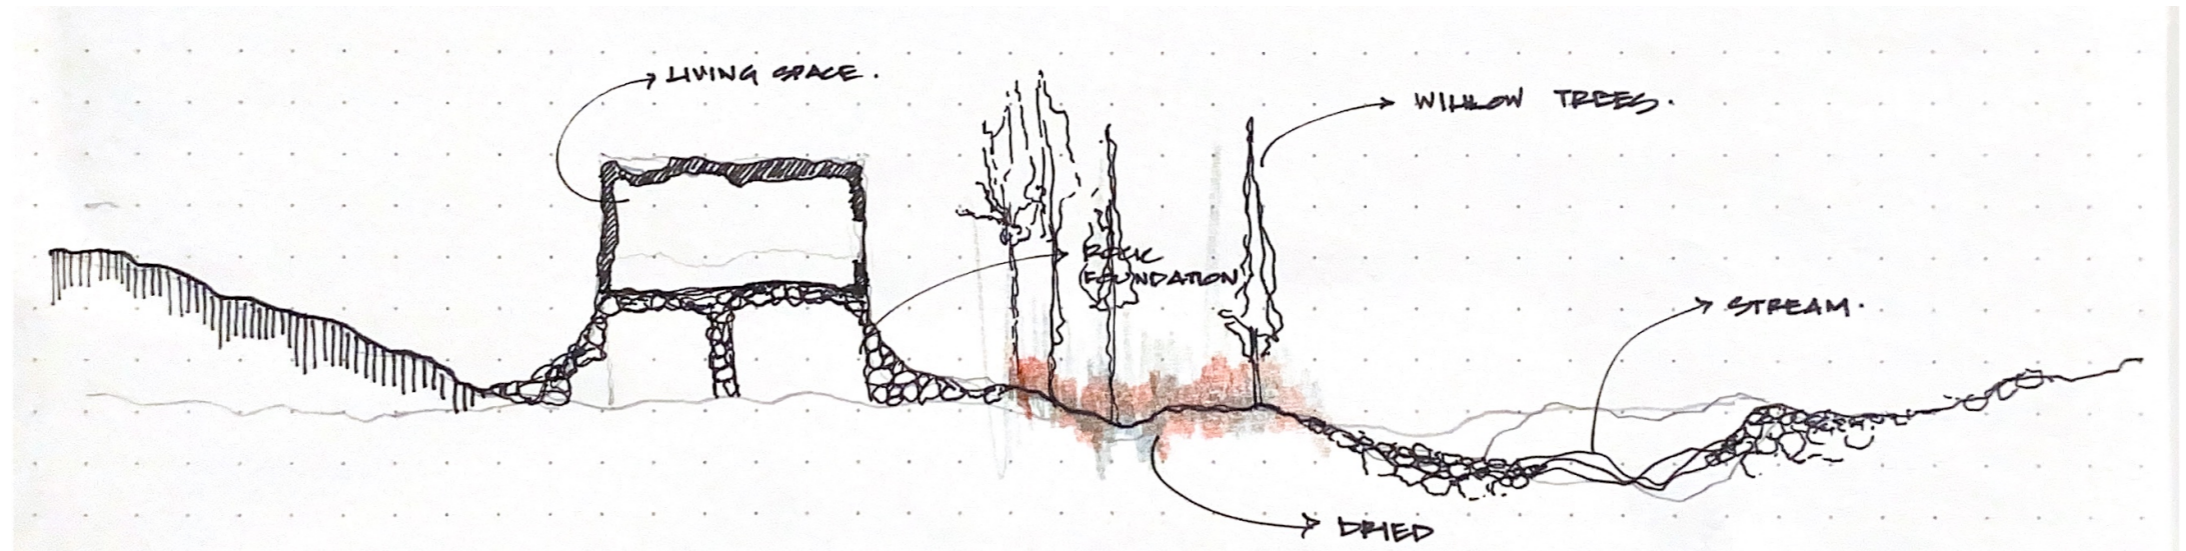 LIVING SPACE.
WILLOW TREES.
ROCK
FOUNDATION
STREAM.
DRIED